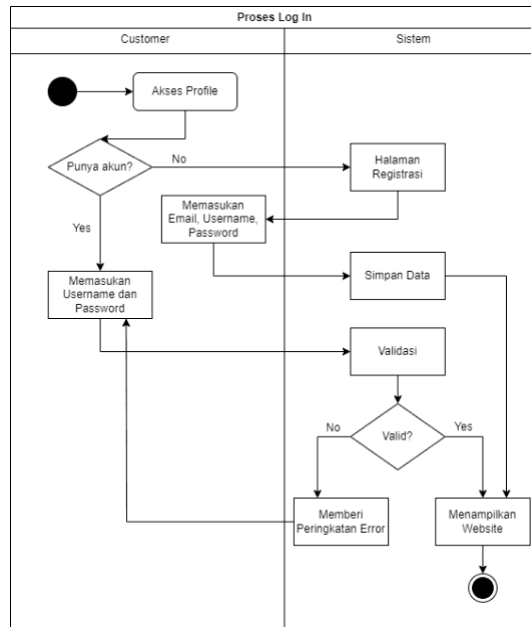 Proses Log In
Customer
Sistem
Akses Profile
Punya akun?
No
Halaman
Registrasi
Memasukan
Email, Username,
Password
Yes
Memasukan
Username dan
Password
Simpan Data
Validasi
No
Valid?
Yes
Memberi
Peringkatan Error
Menampilkan
Website